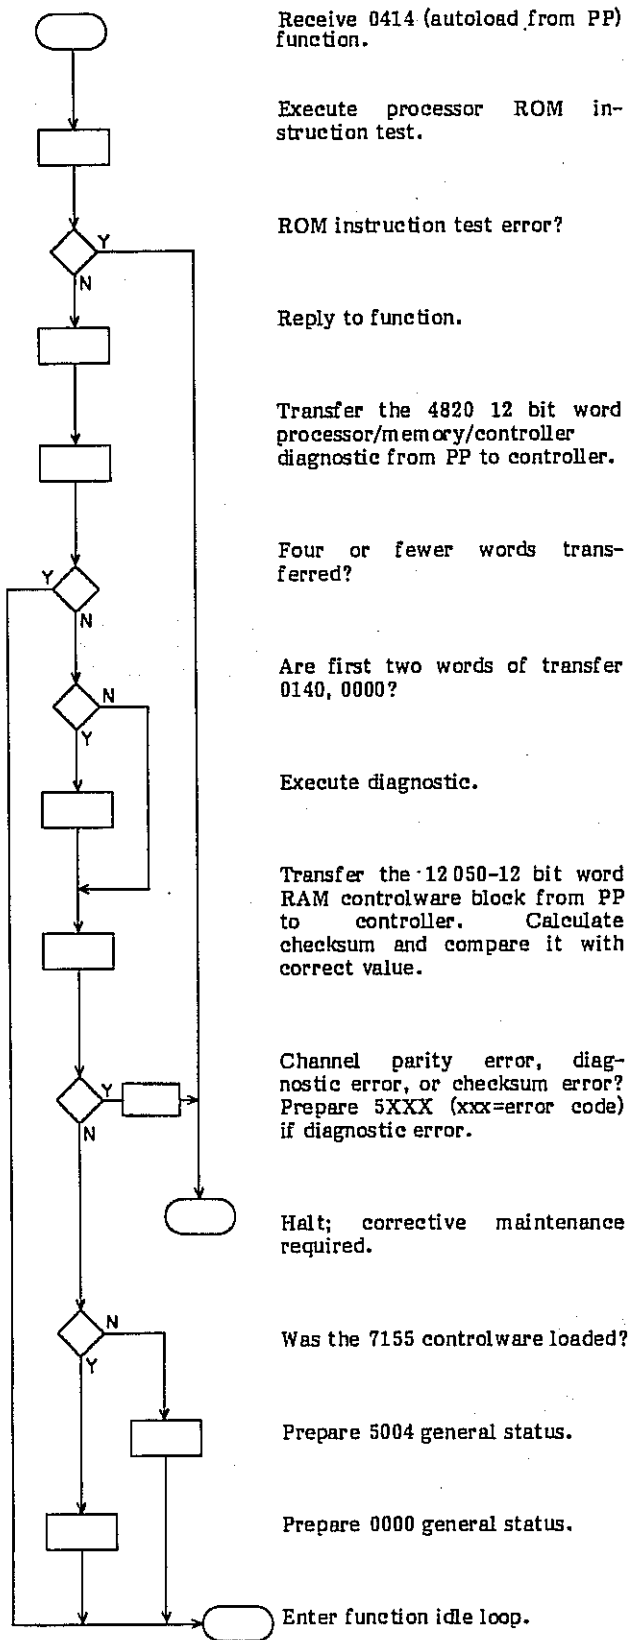 Receive 0414 (autoload from PP)
function.
Execute processor ROM in-
struction test.
ROM instruction test error?
Y
N
Reply to function.
Transfer the 4820 12 bit word
processor/memory/controller
diagnostic from PP to controller.
Four or fewer words trans-
ferred?
Y
N
Are first two words of transfer
0140, 0000?
N
Y
Execute diagnostic.
Transfer the 12 050-12 bit word
RAM controlware block from PP
to controller. Calculate
checksum and compare it with
correct value.
Channel parity error, diag-
nostic error, or checksum error?
Prepare 5XXX (xxx=error code)
if diagnostic error.
Y
N
Halt; corrective maintenance
required.
Was the 7155 controlware loaded?
N
Y
Prepare 5004 general status.
Prepare 0000 general status.
Enter function idle loop.